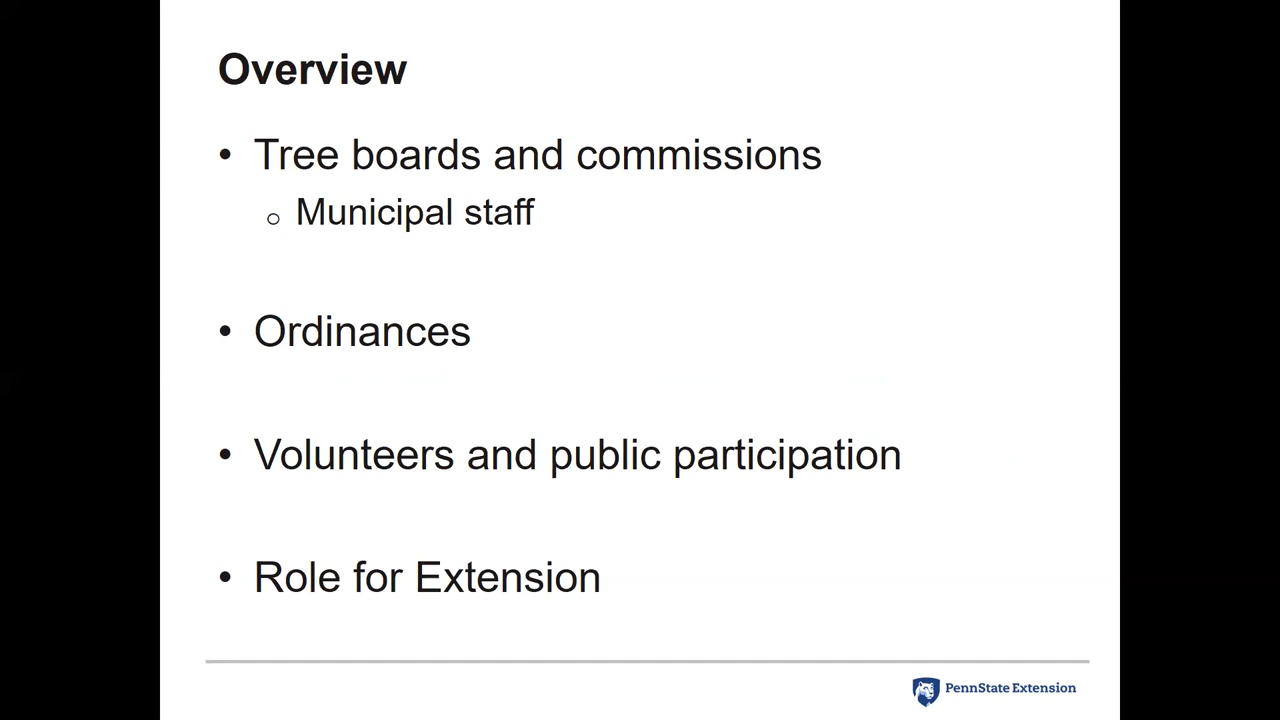 Overview
• Tree boards and commissions
○ Municipal staff
• Ordinances
• Volunteers and public participation
• Role for Extension
PennState Extension